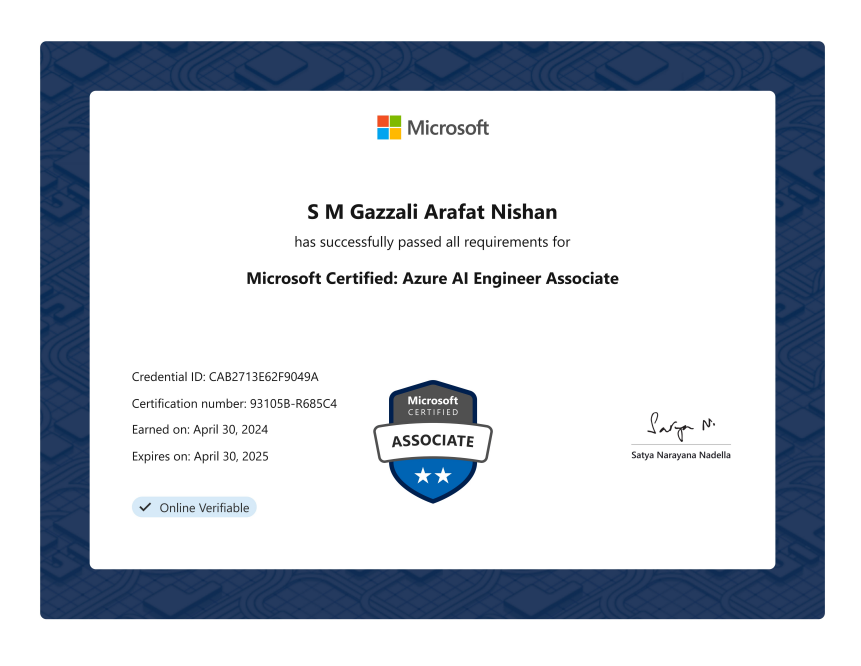 Microsoft
S M Gazzali Arafat Nishan
has successfully passed all requirements for
Microsoft Certified: Azure AI Engineer Associate
Credential ID: CAB2713E62F9049A
Certification number: 93105B-R685C4
Earned on: April 30, 2024
Expires on: April 30, 2025
Online Verifiable
Microsoft
CERTIFIED
ASSOCIATE
Satya N.
Satya Narayana Nadella